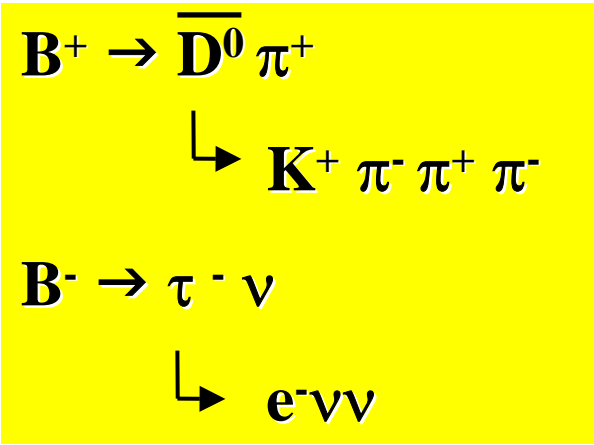 B⁺ → D̅⁰ π⁺
K⁺ π⁻ π⁺ π⁻
B⁻ → τ⁻ ν
e⁻νν